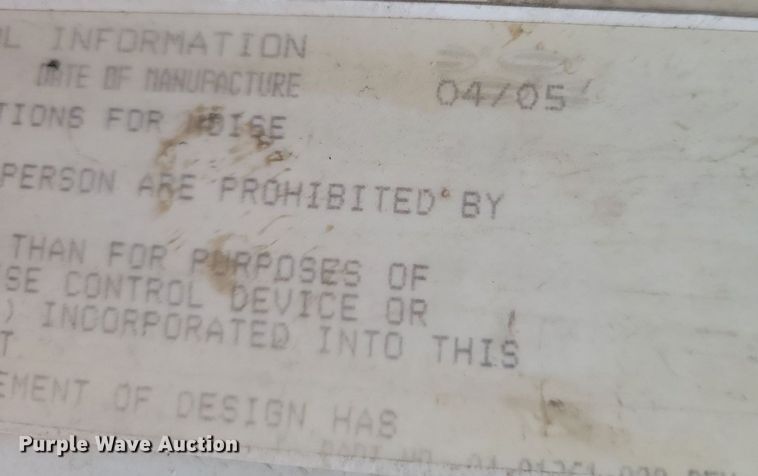 L INFORMATION
DATE OF MANUFACTURE 04/05
TIONS FOR NOISE
PERSON ARE PROHIBITED BY
THAN FOR PURPOSES OF
SE CONTROL DEVICE OR
) INCORPORATED INTO THIS
T
EMENT OF DESIGN HAS
Purple Wave Auction